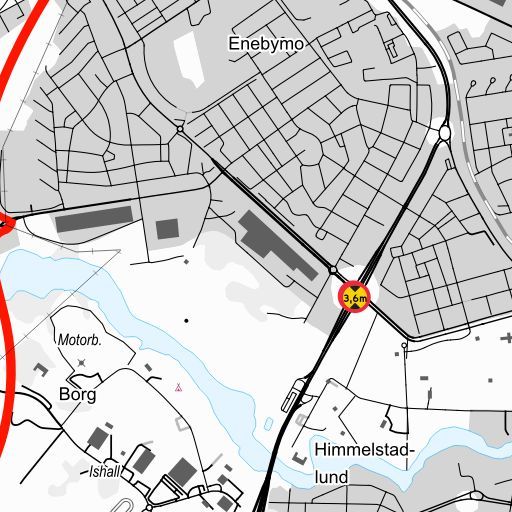 Enebymo
3,6m
Motorb.
Borg
Ishall
Himmelstad-
lund